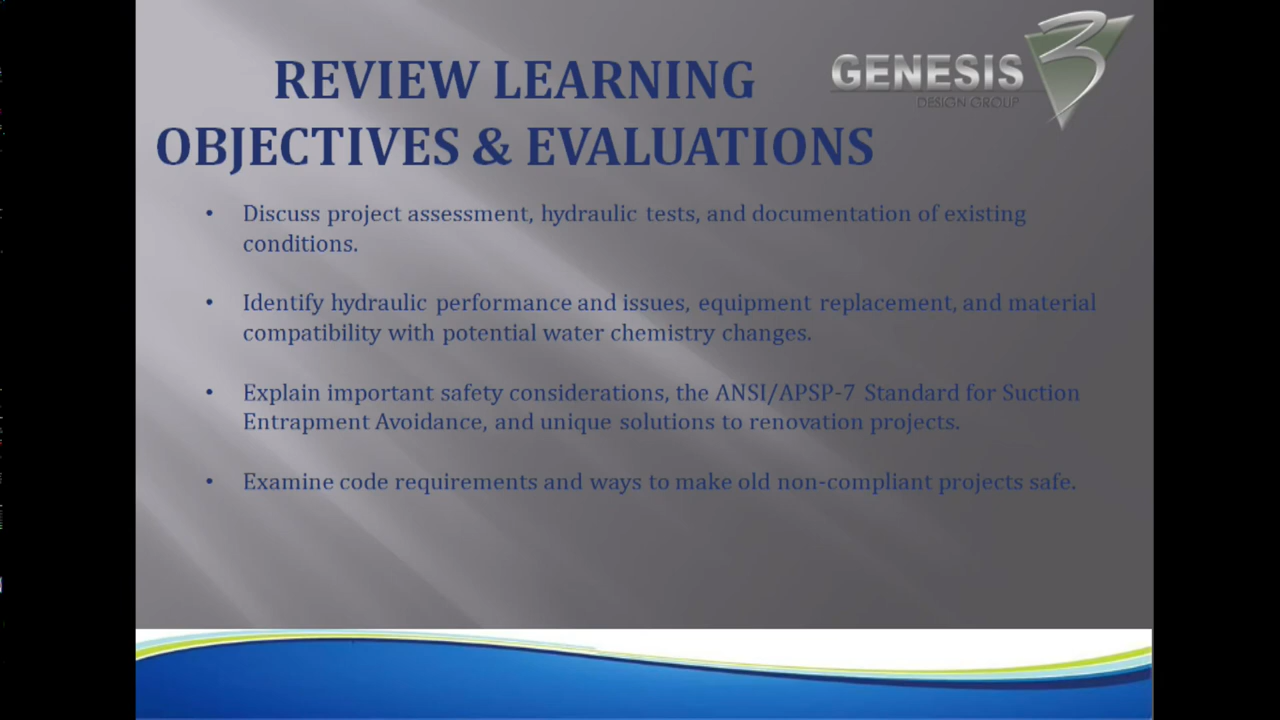 GENESIS 3
DESIGN GROUP
REVIEW LEARNING
OBJECTIVES & EVALUATIONS
• Discuss project assessment, hydraulic tests, and documentation of existing
conditions.
• Identify hydraulic performance and issues, equipment replacement, and material
compatibility with potential water chemistry changes.
• Explain important safety considerations, the ANSI/APSP-7 Standard for Suction
Entrapment Avoidance, and unique solutions to renovation projects.
• Examine code requirements and ways to make old non-compliant projects safe.